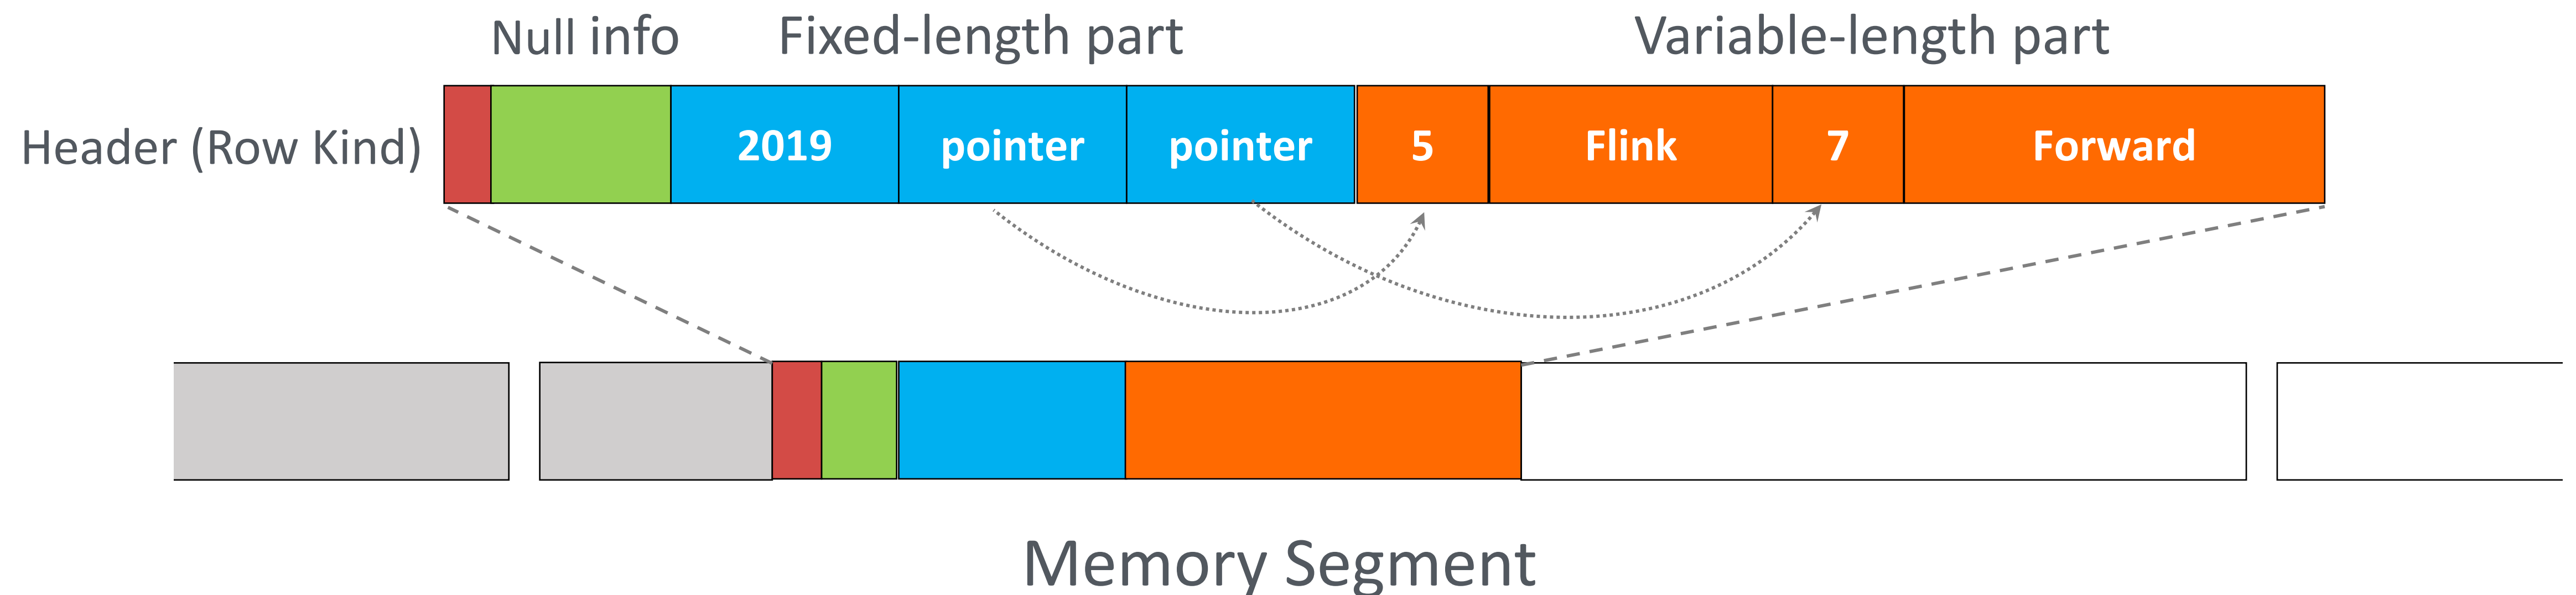 Null info Fixed-length part Variable-length part
Header (Row Kind) 2019 pointer pointer 5 Flink 7 Forward
Memory Segment